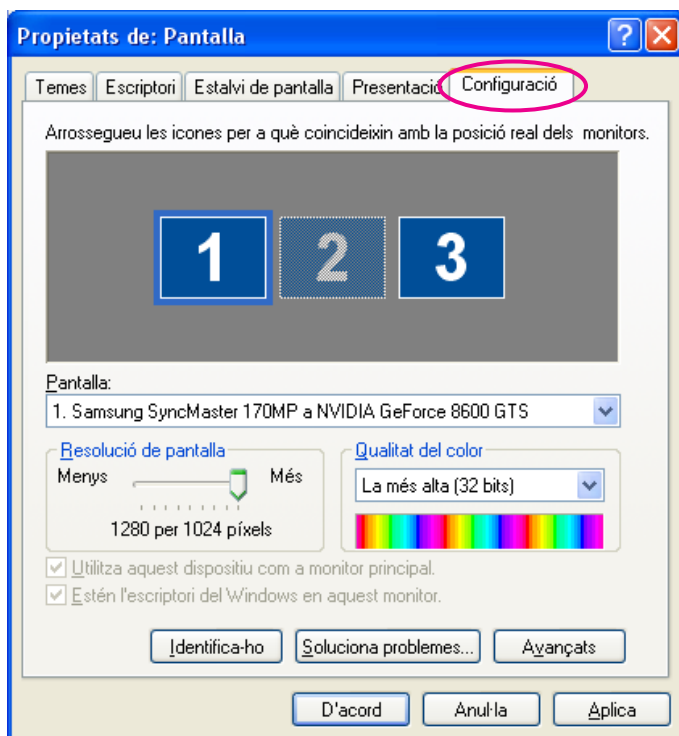 Propietats de: Pantalla
Temes Escriptori Estalvi de pantalla Presentació Configuració
Arrossegueu les icones per a què coincideixin amb la posició real dels monitors.
1 2 3
Pantalla:
1. Samsung SyncMaster 170MP a NVIDIA GeForce 8600 GTS
Resolució de pantalla
Menys Més
1280 per 1024 píxels
Qualitat del color
La més alta (32 bits)
Utilitza aquest dispositiu com a monitor principal.
Estén l'escriptori del Windows en aquest monitor.
Identifica-ho Soluciona problemes... Avançats
D'acord Anul·la Aplica